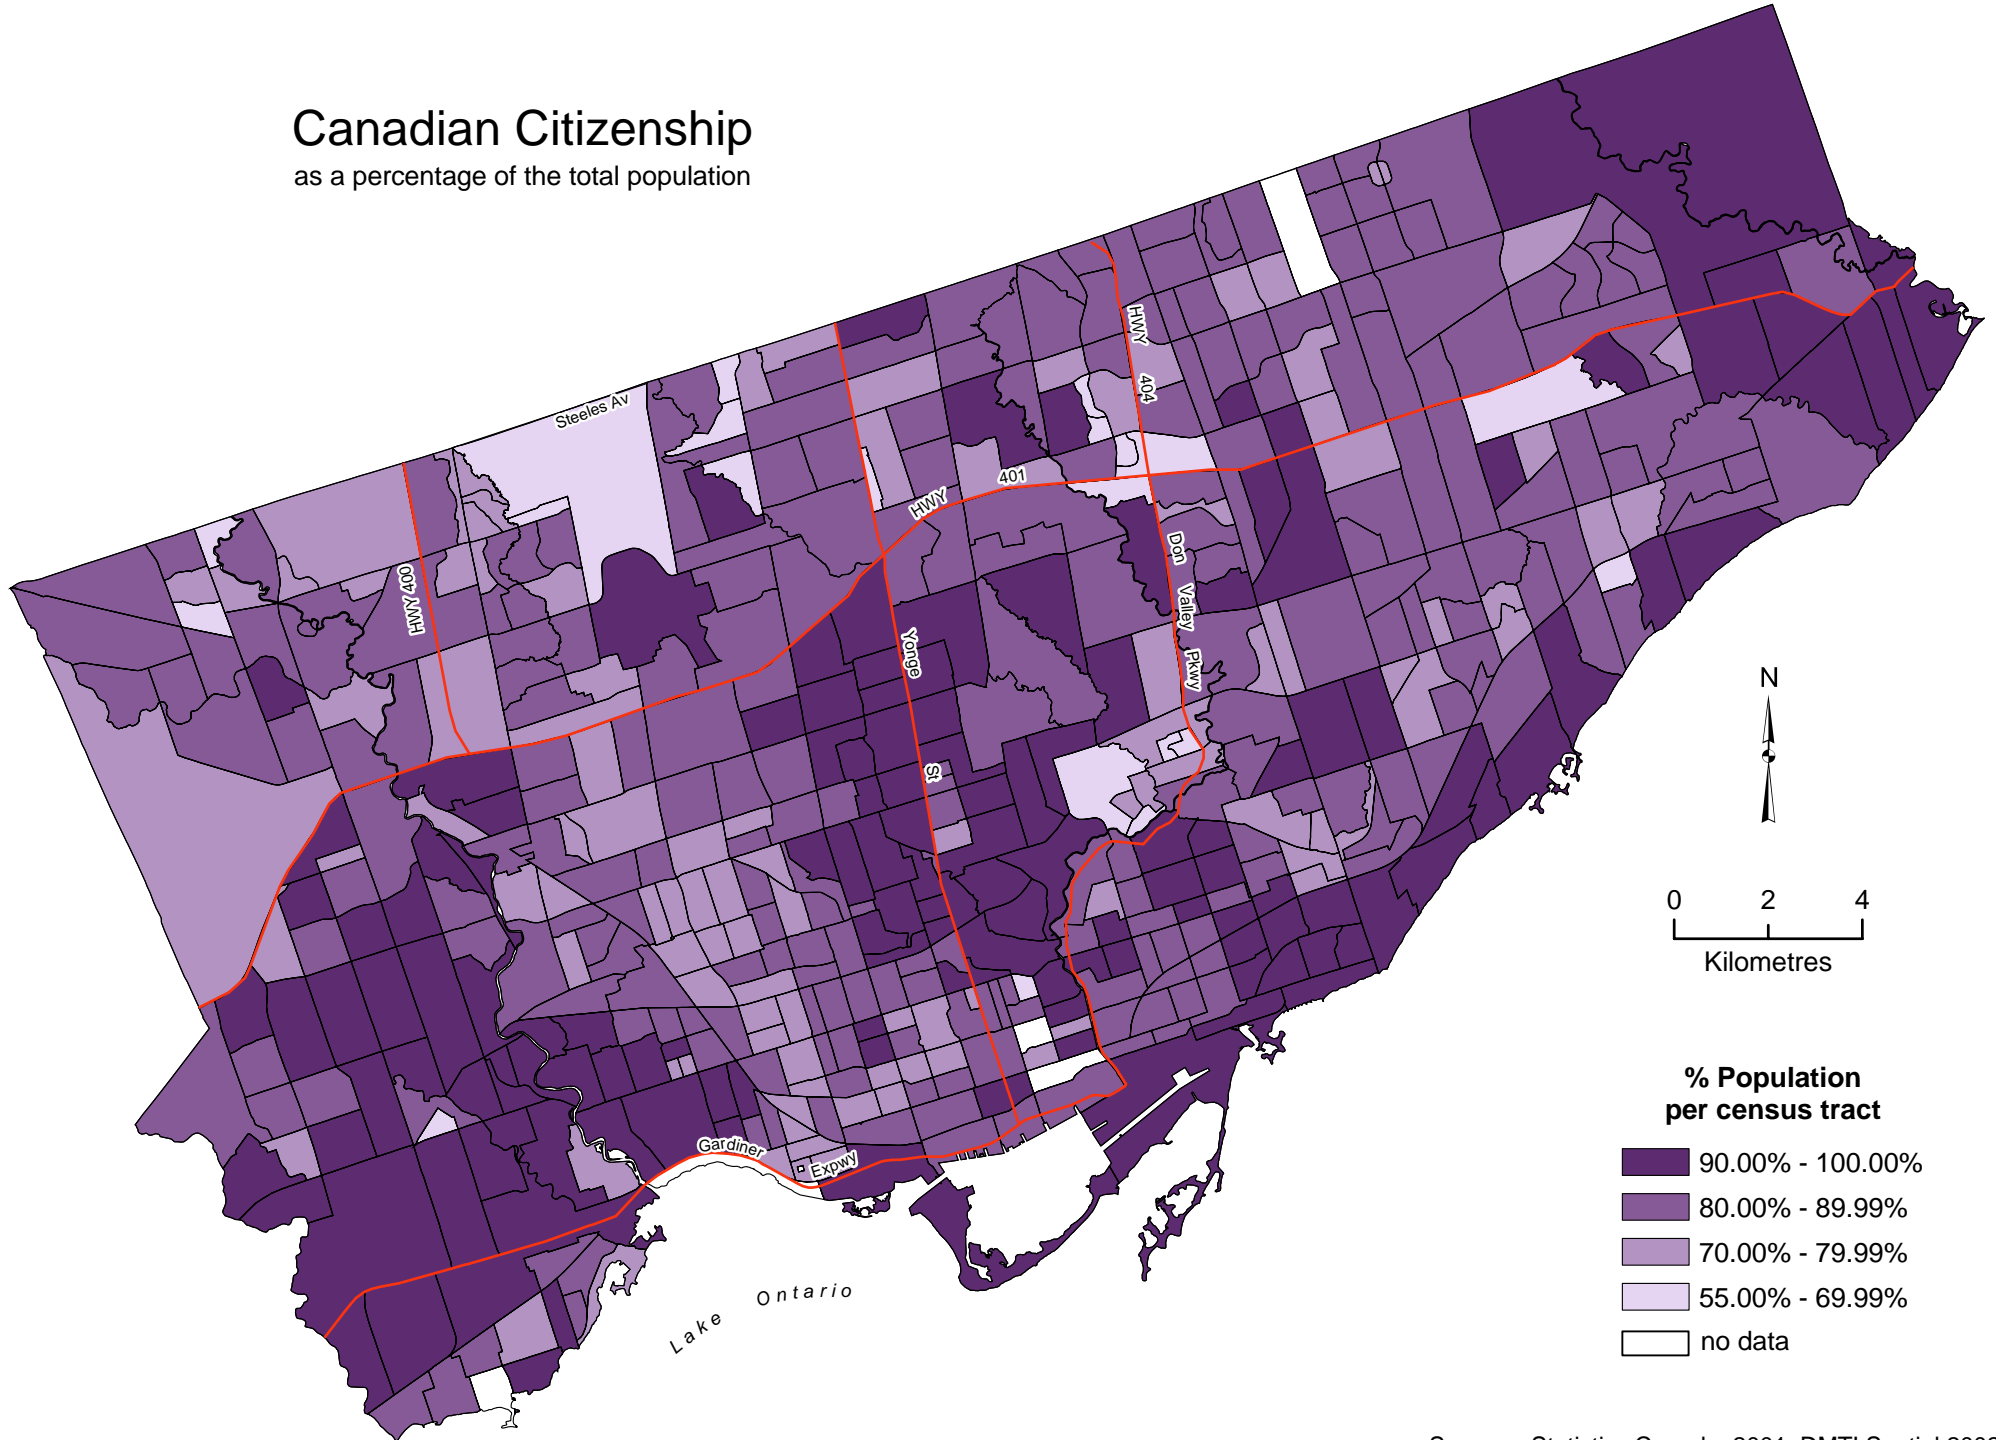 Canadian Citizenship
as a percentage of the total population
Steeles Av
HWY 400
HWY
401
HWY
404
Don
Valley
Pkwy
Yonge
St
Gardiner
Expwy
Lake Ontario
N
0 2 4
Kilometres
% Population
per census tract
90.00% - 100.00%
80.00% - 89.99%
70.00% - 79.99%
55.00% - 69.99%
no data